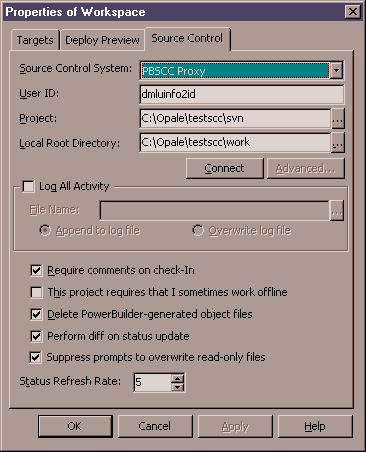 Properties of Workspace
Targets Deploy Preview Source Control
Source Control System: PBSCC Proxy
User ID: dmluinfo2id
Project: C:\Opale\testscc\svn ...
Local Root Directory: C:\Opale\testscc\work ...
Connect Advanced...
Log All Activity
File Name: ...
Append to log file Overwrite log file
Require comments on check-In
This project requires that I sometimes work offline
Delete PowerBuilder-generated object files
Perform diff on status update
Suppress prompts to overwrite read-only files
Status Refresh Rate: 5
OK Cancel Apply Help